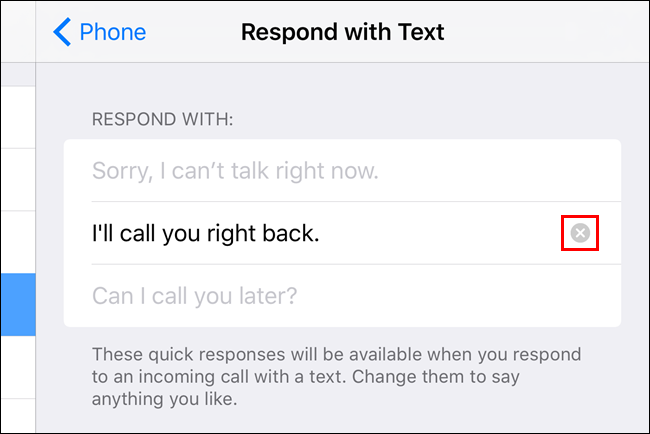 Phone
Respond with Text
RESPOND WITH:
Sorry, I can’t talk right now.
I'll call you right back.
Can I call you later?
These quick responses will be available when you respond
to an incoming call with a text. Change them to say
anything you like.